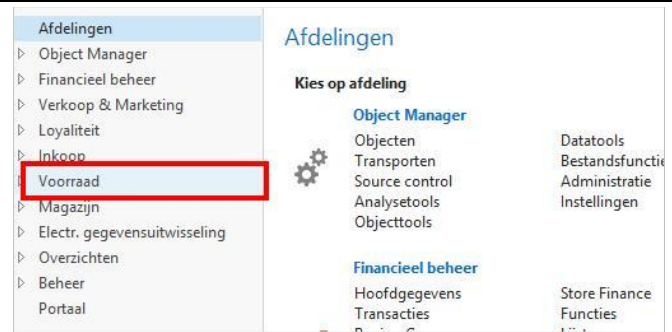 Afdelingen
Object Manager
Financieel beheer
Verkoop & Marketing
Loyaliteit
Inkoop
Voorraad
Magazijn
Electr. gegevensuitwisseling
Overzichten
Beheer
Portaal
Afdelingen
Kies op afdeling
Object Manager
Objecten
Transporten
Source control
Analysetools
Objecttools
Datatools
Bestandsfunctie
Administratie
Instellingen
Financieel beheer
Hoofdgegevens
Transacties
Store Finance
Functies